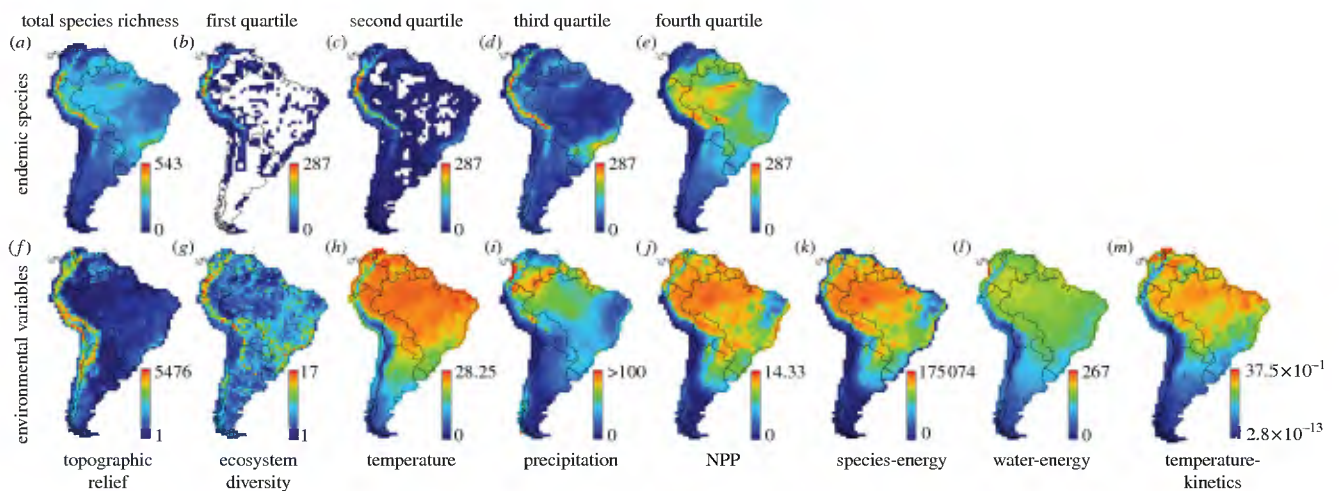 total species richness
first quartile
second quartile
third quartile
fourth quartile
(a)
(b)
(c)
(d)
(e)
endemic species
543
0
287
0
287
0
287
0
287
0
(f)
(g)
(h)
(i)
(j)
(k)
(l)
(m)
environmental variables
5476
1
17
1
28.25
0
>100
0
14.33
0
175074
0
267
0
37.5×10⁻¹
2.8×10⁻¹³
topographic
relief
ecosystem
diversity
temperature
precipitation
NPP
species-energy
water-energy
temperature-
kinetics